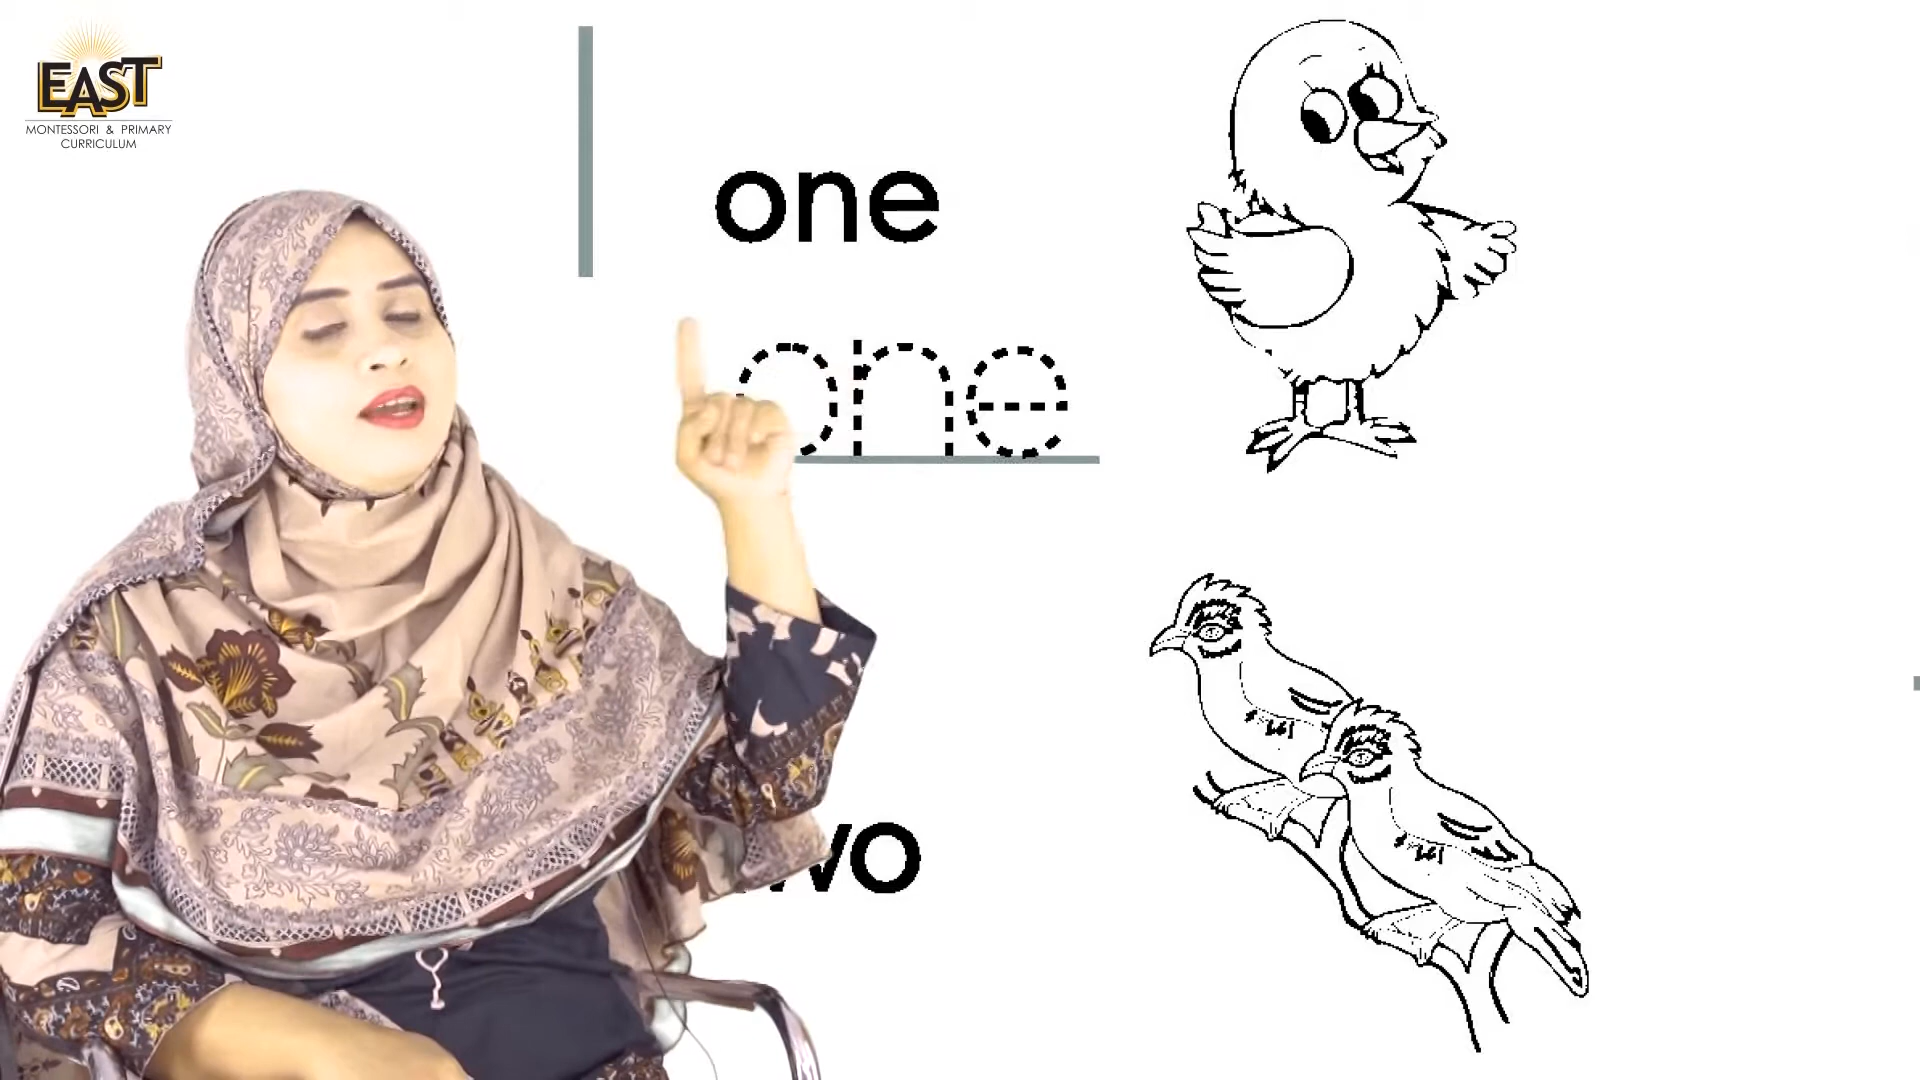 EAST
MONTESSORI & PRIMARY
CURRICULUM
one
one